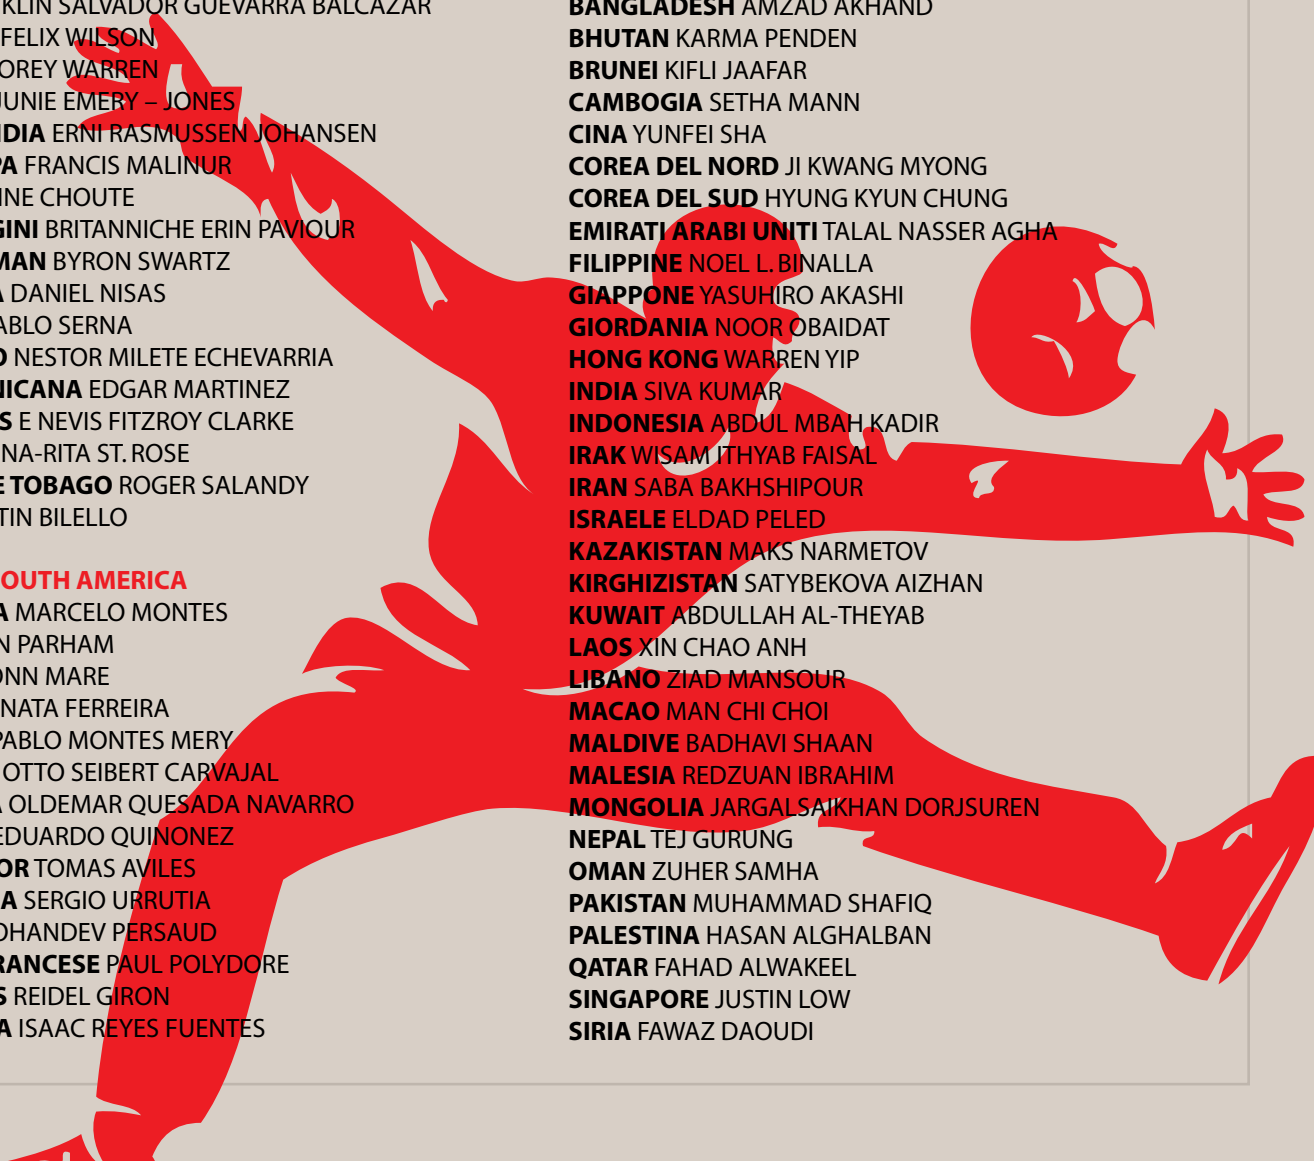 KLIN SALVADOR GUEVARRA BALCAZAR
FELIX WILSON
OREY WARREN
JUNIE EMERY – JONES
DIA ERNI RASMUSSEN JOHANSEN
PA FRANCIS MALINUR
INE CHOUTE
GINI BRITANNICHE ERIN PAVIOUR
MAN BYRON SWARTZ
A DANIEL NISAS
ABLO SERNA
O NESTOR MILETE ECHEVARRIA
NICANA EDGAR MARTINEZ
S E NEVIS FITZROY CLARKE
NA-RITA ST. ROSE
E TOBAGO ROGER SALANDY
TIN BILELLO
OUTH AMERICA
A MARCELO MONTES
N PARHAM
ONN MARE
NATA FERREIRA
PABLO MONTES MERY
OTTO SEIBERT CARVAJAL
A OLDEMAR QUESADA NAVARRO
EDUARDO QUINONEZ
OR TOMAS AVILES
A SERGIO URRUTIA
OHANDEV PERSAUD
RANCESE PAUL POLYDORE
S REIDEL GIRON
A ISAAC REYES FUENTES
BANGLADESH AMZAD AKHAND
BHUTAN KARMA PENDEN
BRUNEI KIFLI JAAFAR
CAMBOGIA SETHA MANN
CINA YUNFEI SHA
COREA DEL NORD JI KWANG MYONG
COREA DEL SUD HYUNG KYUN CHUNG
EMIRATI ARABI UNITI TALAL NASSER AGHA
FILIPPINE NOEL L. BINALLA
GIAPPONE YASUHIRO AKASHI
GIORDANIA NOOR OBAIDAT
HONG KONG WARREN YIP
INDIA SIVA KUMAR
INDONESIA ABDUL MBAH KADIR
IRAK WISAM ITHYAB FAISAL
IRAN SABA BAKHSHIPOUR
ISRAELE ELDAD PELED
KAZAKISTAN MAKS NARMETOV
KIRGHIZISTAN SATYBEKOVA AIZHAN
KUWAIT ABDULLAH AL-THEYAB
LAOS XIN CHAO ANH
LIBANO ZIAD MANSOUR
MACAO MAN CHI CHOI
MALDIVE BADHAVI SHAAN
MALESIA REDZUAN IBRAHIM
MONGOLIA JARGALSAIKHAN DORJSUREN
NEPAL TEJ GURUNG
OMAN ZUHER SAMHA
PAKISTAN MUHAMMAD SHAFIQ
PALESTINA HASAN ALGHALBAN
QATAR FAHAD ALWAKEEL
SINGAPORE JUSTIN LOW
SIRIA FAWAZ DAOUDI